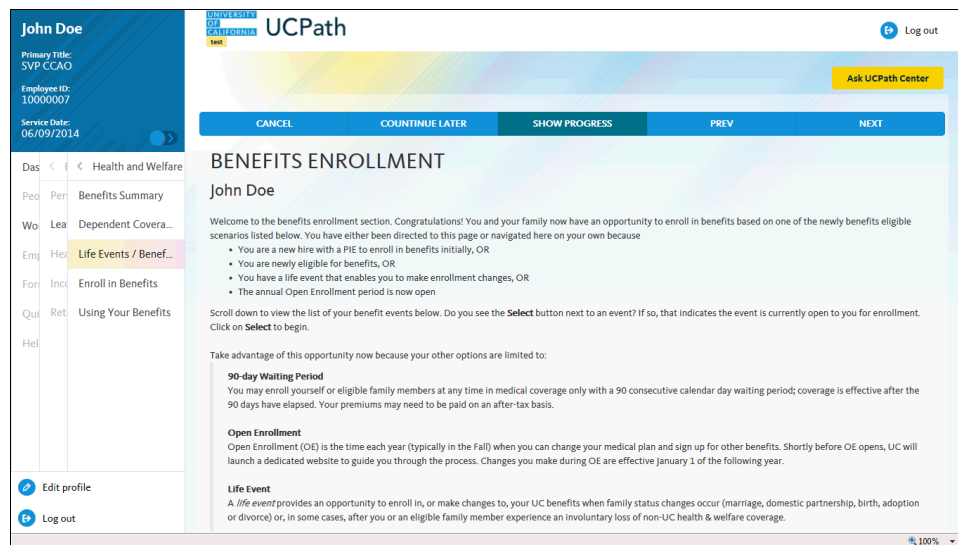 John Doe
Primary Title:
SVP CCAO
Employee ID:
10000007
Service Date:
06/09/2014
UNIVERSITY
OF
CALIFORNIA
test
UCPath
Log out
Ask UCPath Center
CANCEL
COUNTINUE LATER
SHOW PROGRESS
PREV
NEXT
Das
Peo
Wo
Emp
For
Qui
Hel
Per
Lea
Hea
Inco
Ret
Health and Welfare
Benefits Summary
Dependent Covera...
Life Events / Benef...
Enroll in Benefits
Using Your Benefits
Edit profile
Log out
BENEFITS ENROLLMENT
John Doe
Welcome to the benefits enrollment section. Congratulations! You and your family now have an opportunity to enroll in benefits based on one of the newly benefits eligible
scenarios listed below. You have either been directed to this page or navigated here on your own because
• You are a new hire with a PIE to enroll in benefits initially, OR
• You are newly eligible for benefits, OR
• You have a life event that enables you to make enrollment changes, OR
• The annual Open Enrollment period is now open
Scroll down to view the list of your benefit events below. Do you see the Select button next to an event? If so, that indicates the event is currently open to you for enrollment.
Click on Select to begin.
Take advantage of this opportunity now because your other options are limited to:
90-day Waiting Period
You may enroll yourself or eligible family members at any time in medical coverage only with a 90 consecutive calendar day waiting period; coverage is effective after the
90 days have elapsed. Your premiums may need to be paid on an after-tax basis.
Open Enrollment
Open Enrollment (OE) is the time each year (typically in the Fall) when you can change your medical plan and sign up for other benefits. Shortly before OE opens, UC will
launch a dedicated website to guide you through the process. Changes you make during OE are effective January 1 of the following year.
Life Event
A life event provides an opportunity to enroll in, or make changes to, your UC benefits when family status changes occur (marriage, domestic partnership, birth, adoption
or divorce) or, in some cases, after you or an eligible family member experience an involuntary loss of non-UC health & welfare coverage.
100%